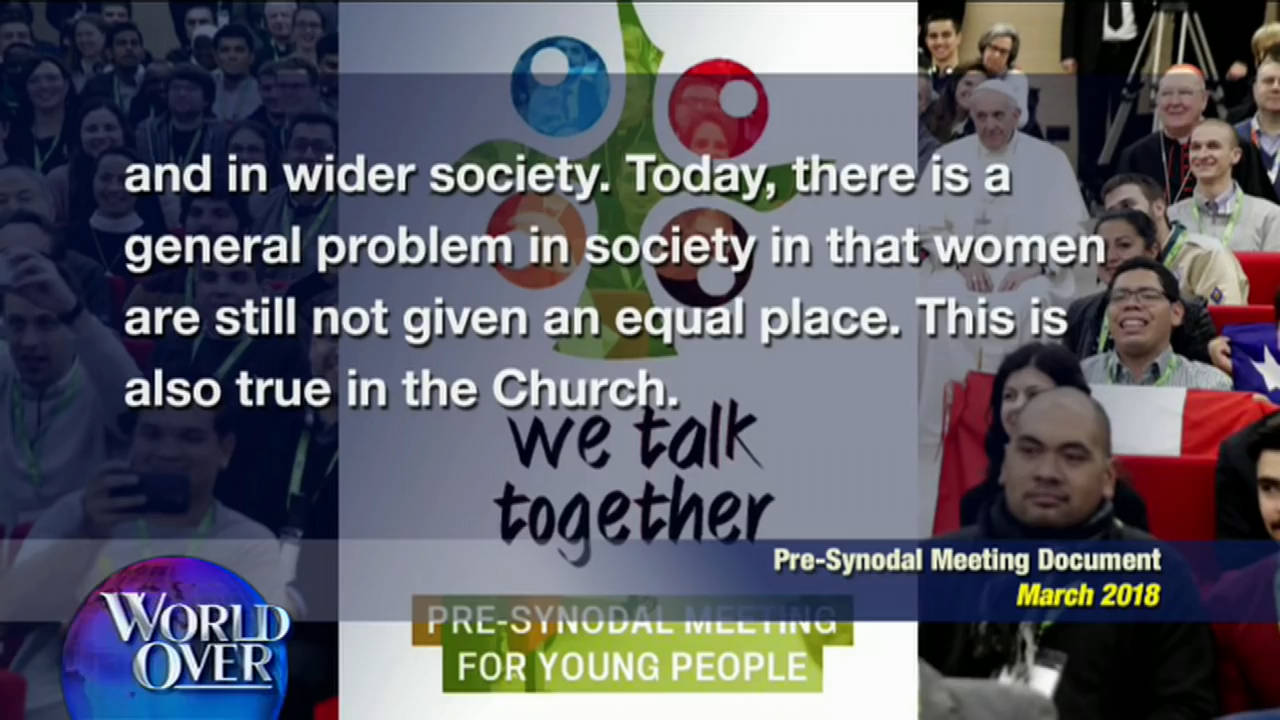 and in wider society. Today, there is a
general problem in society in that women
are still not given an equal place. This is
also true in the Church.
we talk
together
Pre-Synodal Meeting Document
March 2018
PRE-SYNODAL MEETING
FOR YOUNG PEOPLE
WORLD
OVER